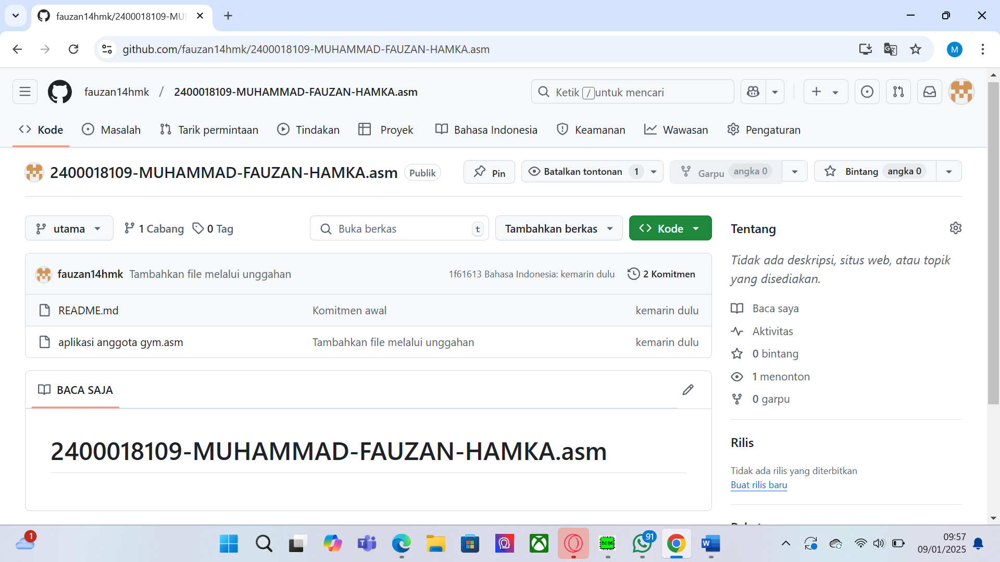 fauzan14hmk/2400018109-MU
github.com/fauzan14hmk/2400018109-MUHAMMAD-FAUZAN-HAMKA.asm
M
fauzan14hmk / 2400018109-MUHAMMAD-FAUZAN-HAMKA.asm
Ketik / untuk mencari
Kode Masalah Tarik permintaan Tindakan Proyek Bahasa Indonesia Keamanan Wawasan Pengaturan
2400018109-MUHAMMAD-FAUZAN-HAMKA.asm Publik
Pin Batalkan tontonan 1 Garpu angka 0 Bintang angka 0
utama 1 Cabang 0 Tag Buka berkas t Tambahkan berkas Kode
fauzan14hmk Tambahkan file melalui unggahan 1f61613 Bahasa Indonesia: kemarin dulu 2 Komitmen
README.md Komitmen awal kemarin dulu
aplikasi anggota gym.asm Tambahkan file melalui unggahan kemarin dulu
BACA SAJA
2400018109-MUHAMMAD-FAUZAN-HAMKA.asm
Tentang
Tidak ada deskripsi, situs web, atau topik
yang disediakan.
Baca saya
Aktivitas
0 bintang
1 menonton
0 garpu
Rilis
Tidak ada rilis yang diterbitkan
Buat rilis baru
1
T
8086
91
W
09:57
09/01/2025